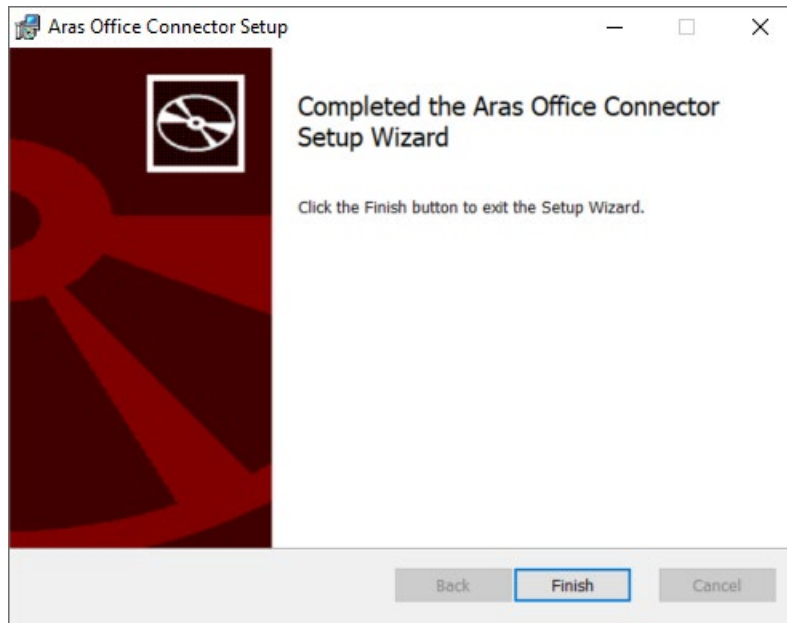 Aras Office Connector Setup
Completed the Aras Office Connector
Setup Wizard
Click the Finish button to exit the Setup Wizard.
Back Finish Cancel